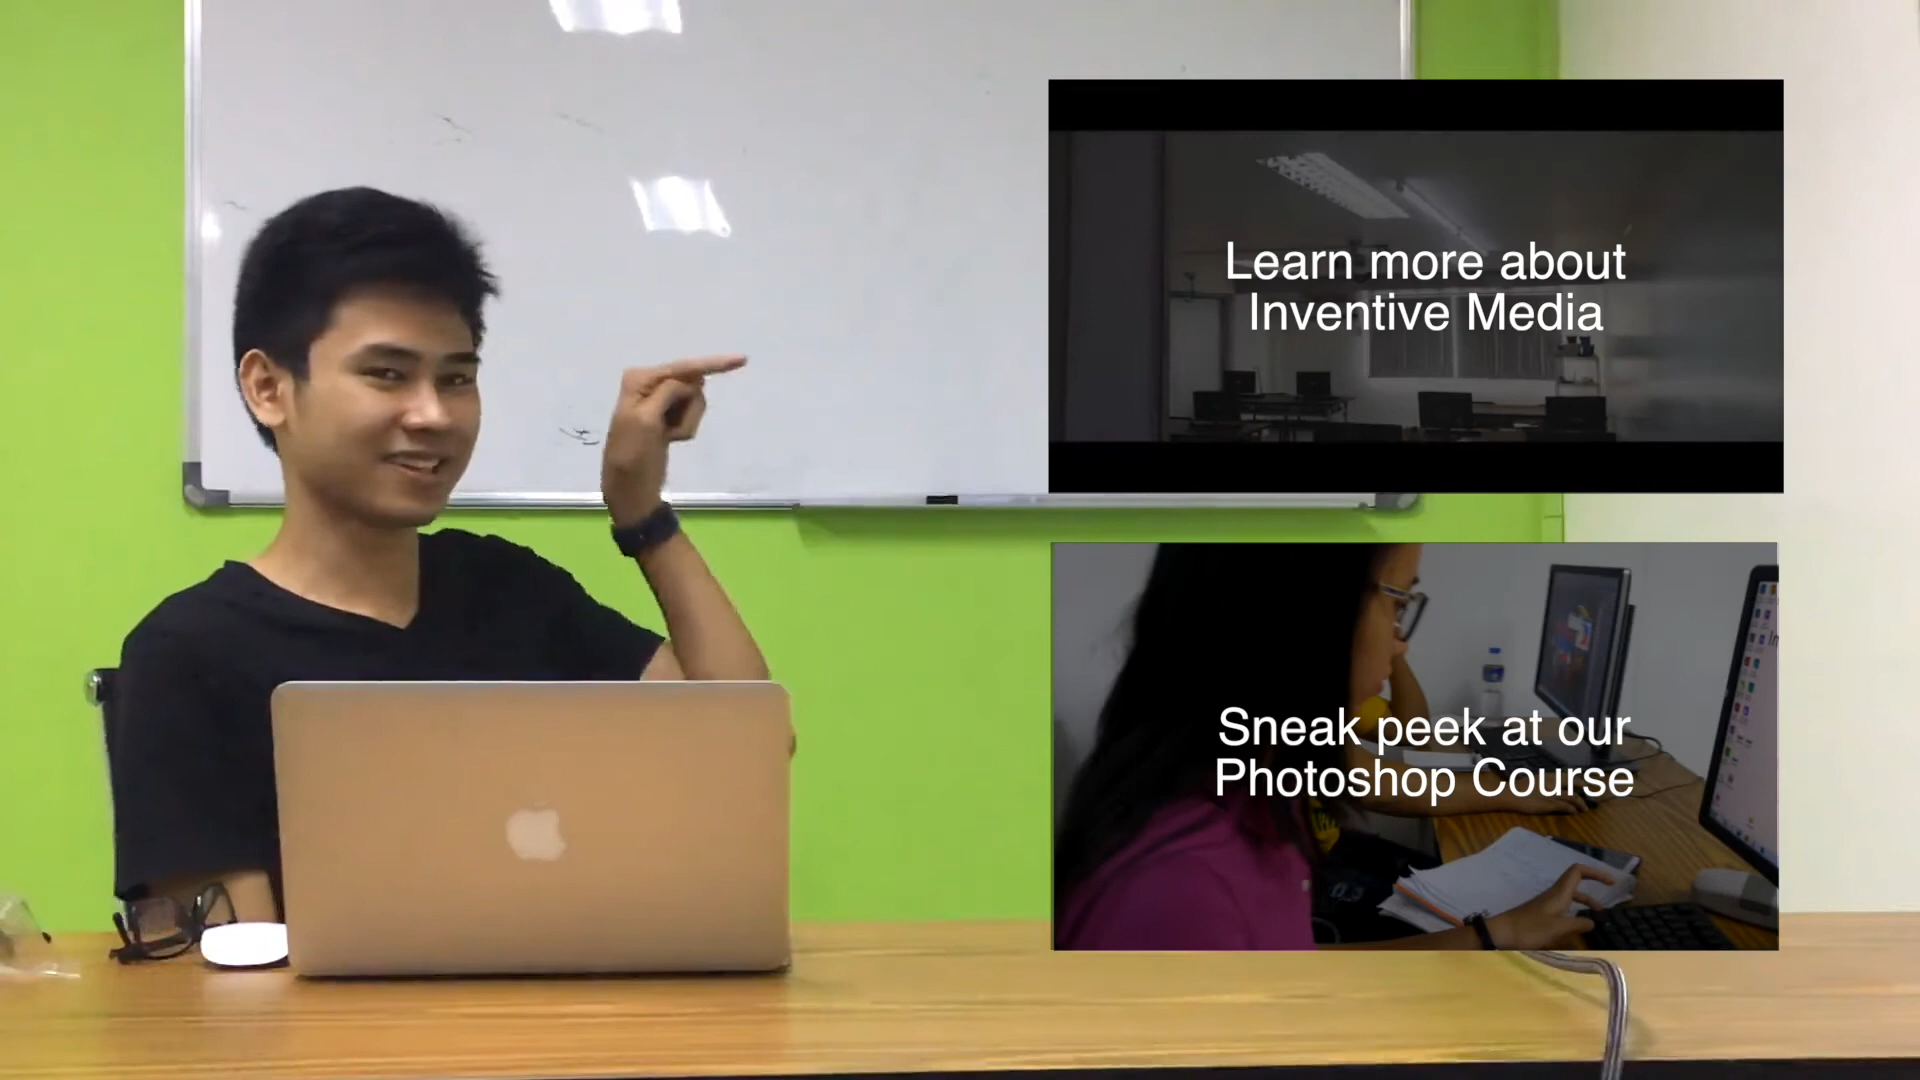 Learn more about
Inventive Media
Sneak peek at our
Photoshop Course